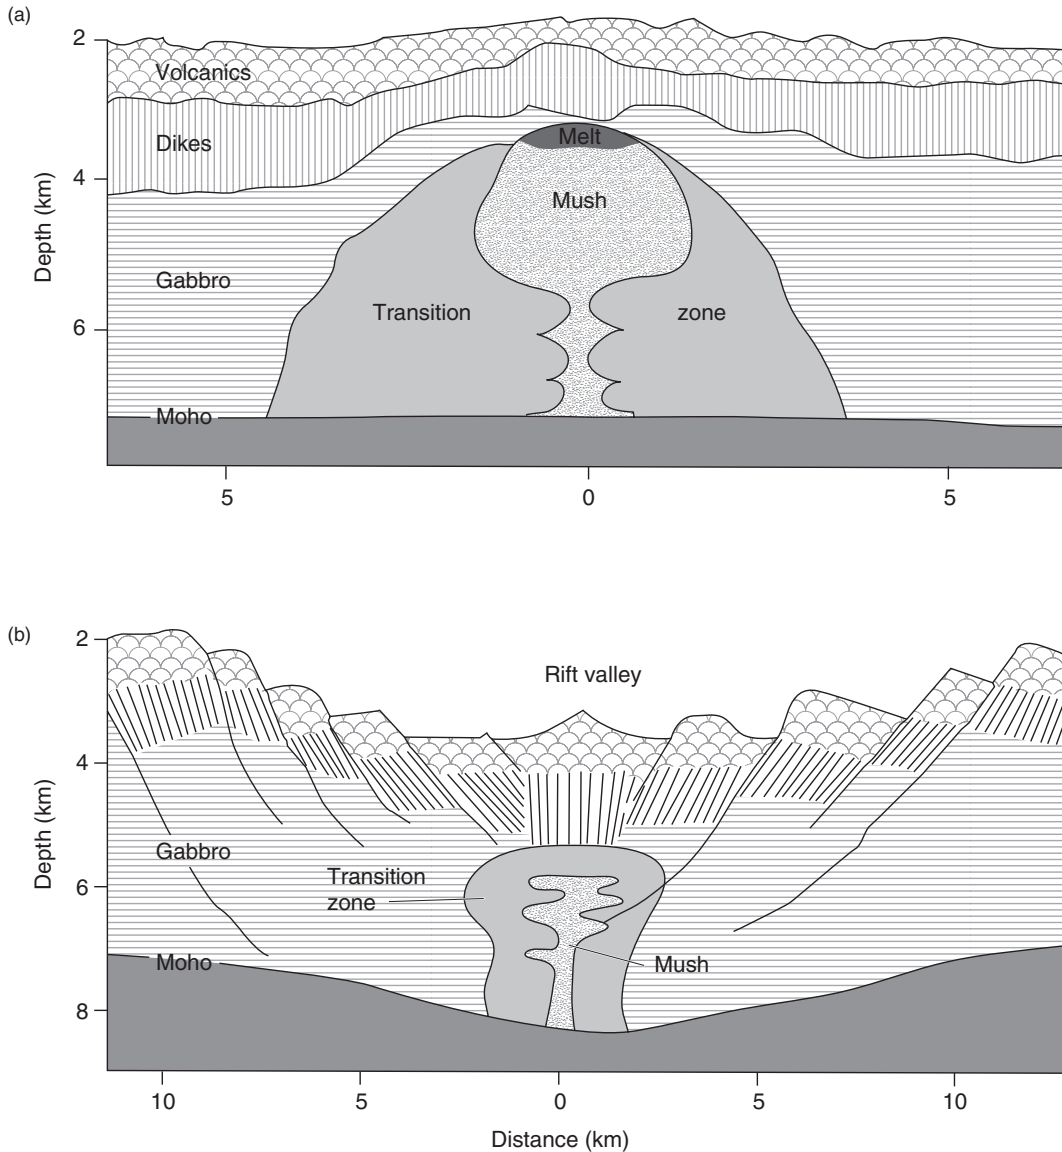 (a)
2
Volcanics
Melt
Dikes
4
Mush
Depth (km)
Gabbro
Transition
zone
6
Moho
5
0
5
(b)
2
Rift valley
4
Depth (km)
Gabbro
Transition
zone
6
Moho
Mush
8
10
5
0
5
10
Distance (km)